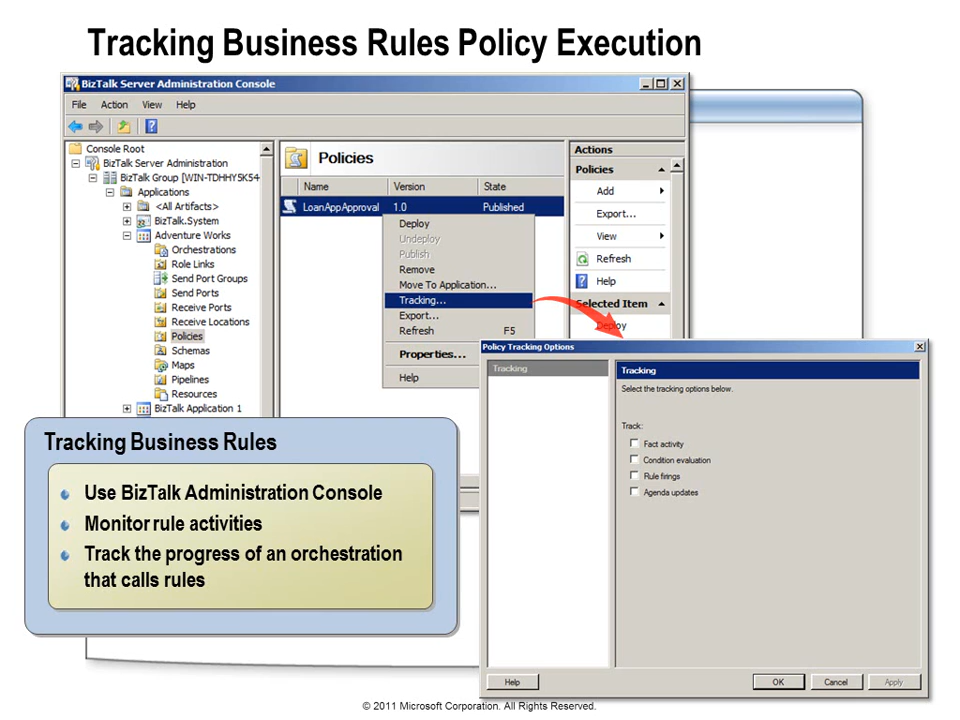 Tracking Business Rules Policy Execution
BizTalk Server Administration Console
File Action View Help
Console Root
BizTalk Server Administration
BizTalk Group [WIN-TDHHY5K54
Applications
<All Artifacts>
BizTalk.System
Adventure Works
Orchestrations
Role Links
Send Port Groups
Send Ports
Receive Ports
Receive Locations
Policies
Schemas
Maps
Pipelines
Resources
BizTalk Application 1
Policies
Name Version State
LoanAppApproval 1.0 Published
Deploy
Undeploy
Publish
Remove
Move To Application...
Tracking...
Export...
Refresh F5
Properties...
Help
Actions
Policies
Add
Export...
View
Refresh
Help
Selected Item
Deploy
Policy Tracking Options
Tracking
Tracking
Select the tracking options below.
Track:
Fact activity
Condition evaluation
Rule firings
Agenda updates
Help OK Cancel Apply
Tracking Business Rules
Use BizTalk Administration Console
Monitor rule activities
Track the progress of an orchestration
that calls rules
© 2011 Microsoft Corporation. All Rights Reserved.